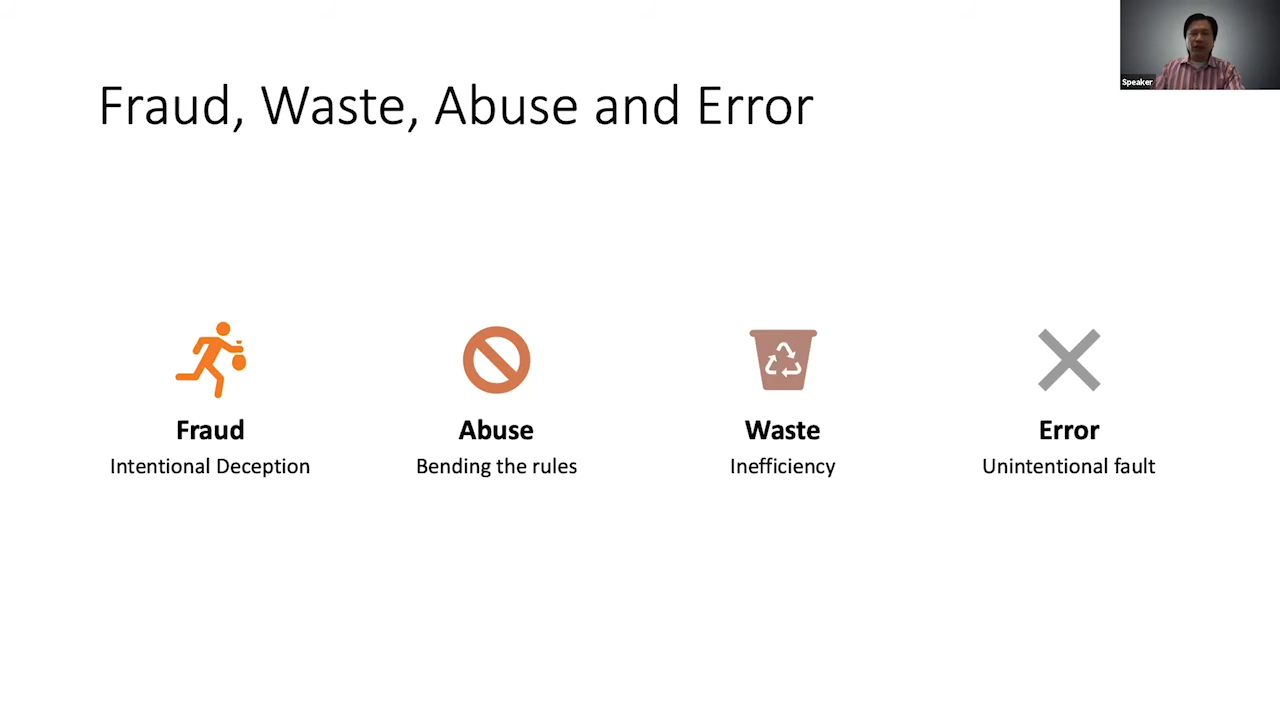 Speaker
Fraud, Waste, Abuse and Error
Fraud
Intentional Deception
Abuse
Bending the rules
Waste
Inefficiency
Error
Unintentional fault